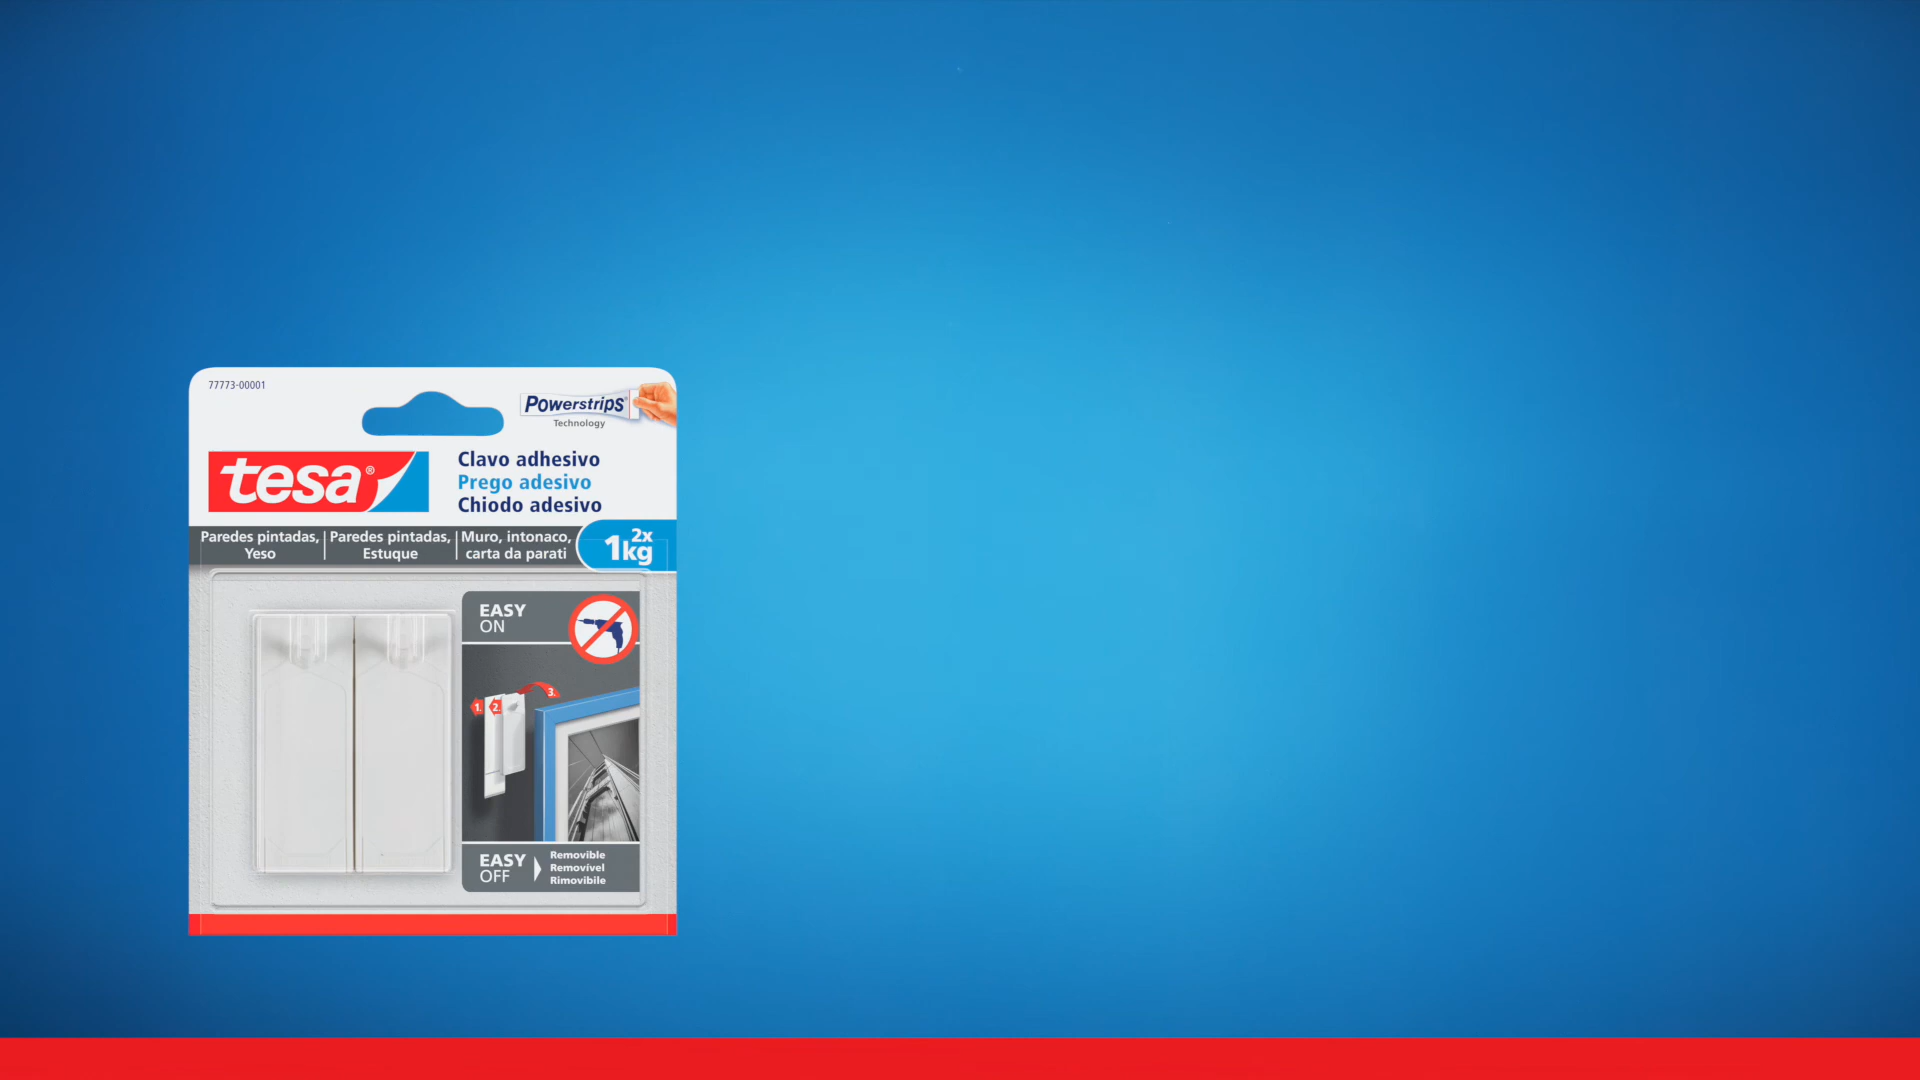 77773-00001
Powerstrips®
Technology
tesa®
Clavo adhesivo
Prego adesivo
Chiodo adesivo
Paredes pintadas,
Yeso
Paredes pintadas,
Estuque
Muro, intonaco,
carta da parati
2x
1kg
EASY
ON
1.
2.
3.
EASY
OFF
Removible
Removível
Rimovibile